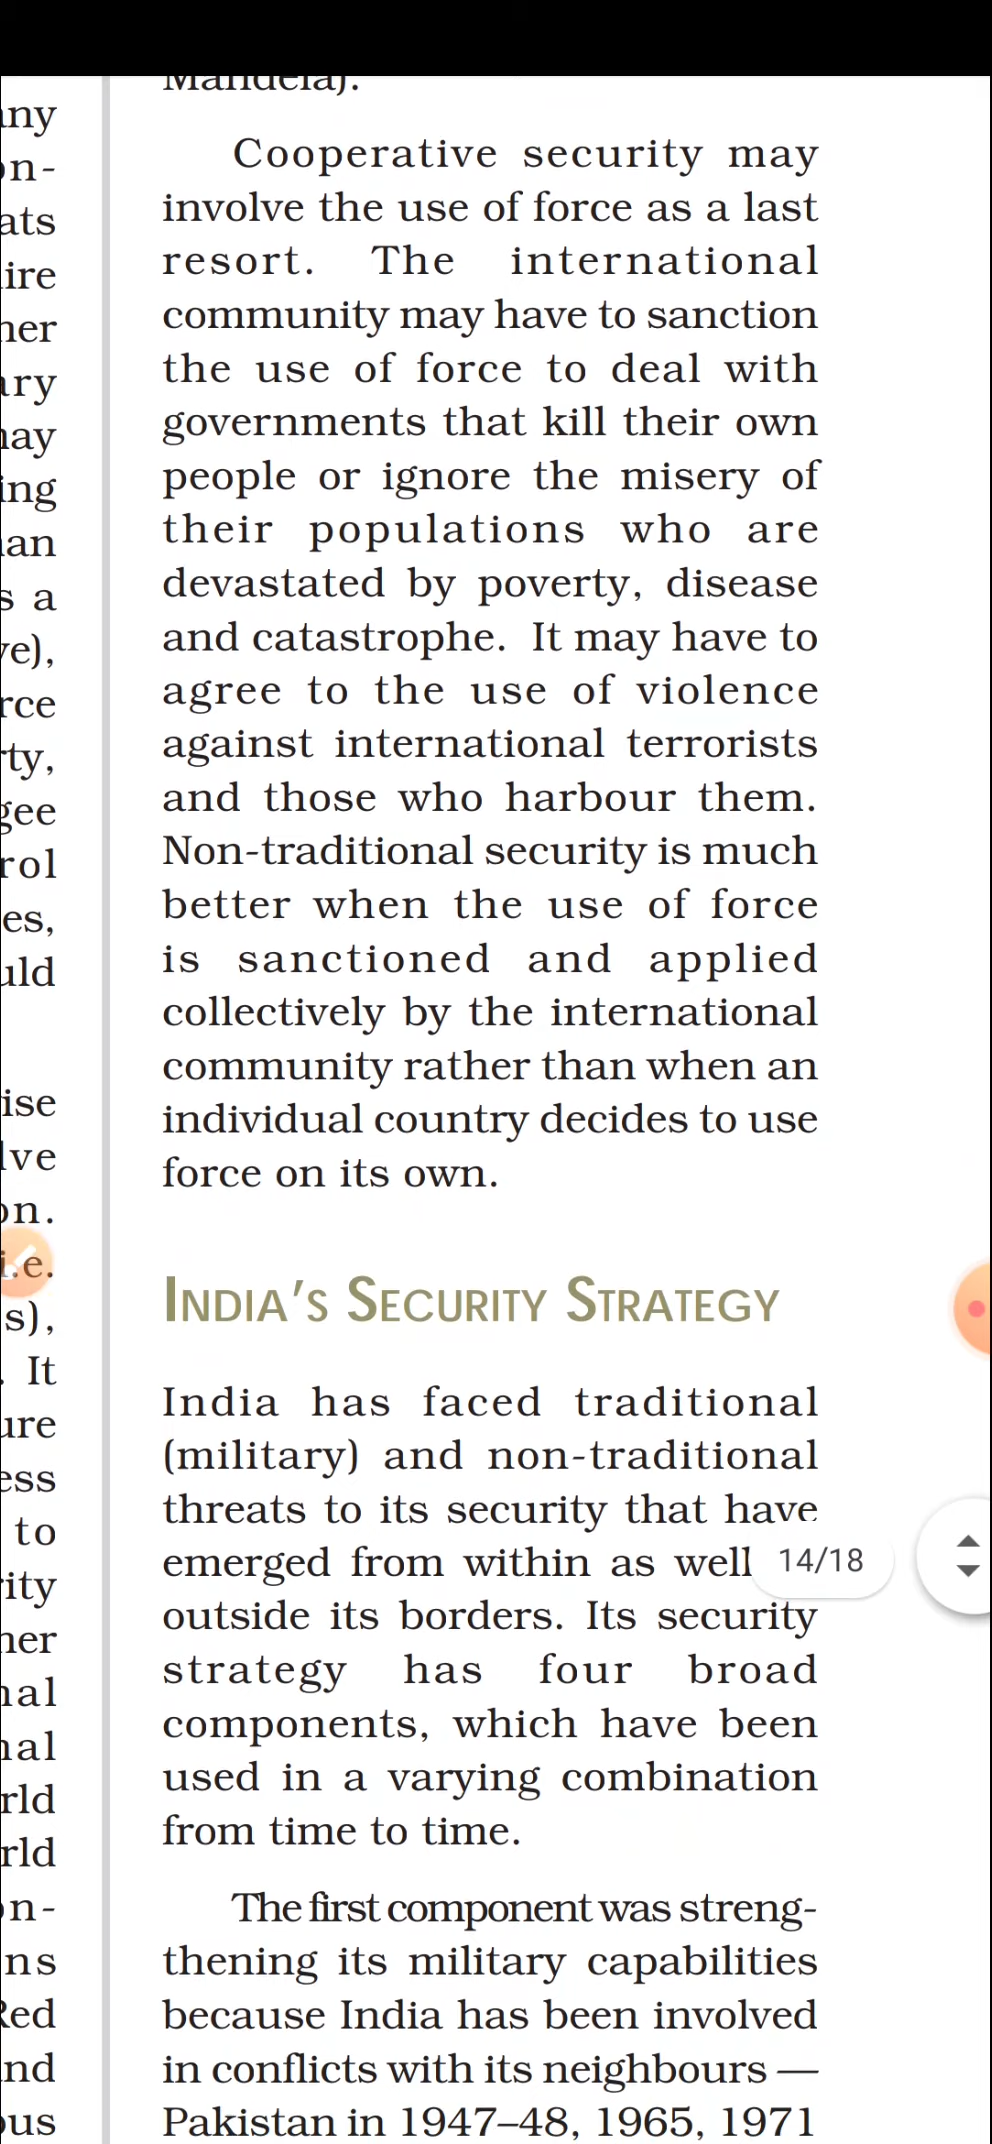 Cooperative security may
involve the use of force as a last
resort. The international
community may have to sanction
the use of force to deal with
governments that kill their own
people or ignore the misery of
their populations who are
devastated by poverty, disease
and catastrophe. It may have to
agree to the use of violence
against international terrorists
and those who harbour them.
Non-traditional security is much
better when the use of force
is sanctioned and applied
collectively by the international
community rather than when an
individual country decides to use
force on its own.
INDIA'S SECURITY STRATEGY
India has faced traditional
(military) and non-traditional
threats to its security that have
emerged from within as well
14/18
outside its borders. Its security
strategy has four broad
components, which have been
used in a varying combination
from time to time.
The first component was streng-
thening its military capabilities
because India has been involved
in conflicts with its neighbours —
Pakistan in 1947–48, 1965, 1971